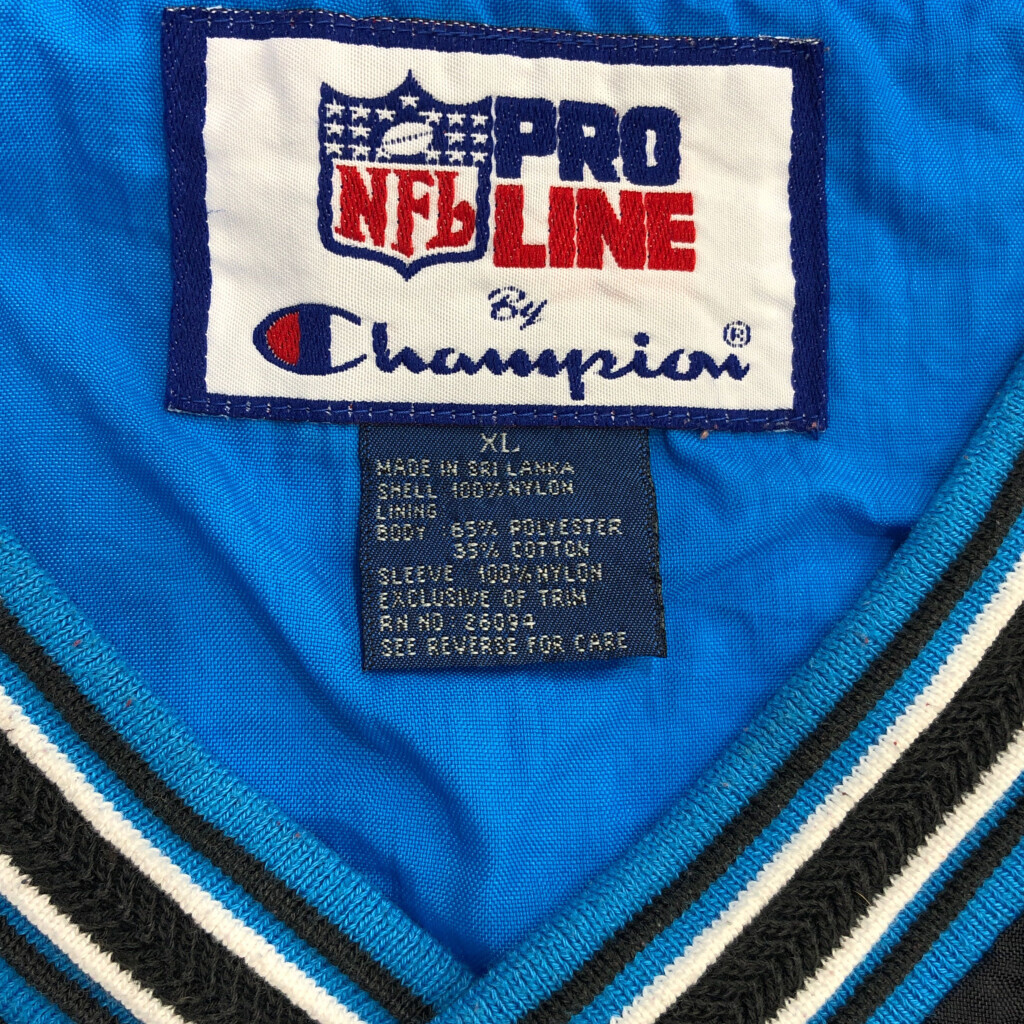 NFL
PRO
LINE
By
Champion®
XL
MADE IN SRI LANKA
SHELL 100% NYLON
LINING
BODY 65% POLYESTER
35% COTTON
SLEEVE 100% NYLON
EXCLUSIVE OF TRIM
RN NO: 26094
SEE REVERSE FOR CARE